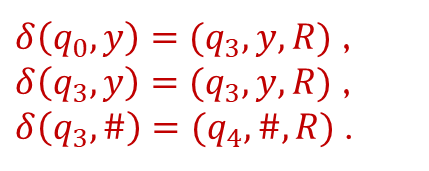 δ(q₀, y) = (q₃, y, R) ,
δ(q₃, y) = (q₃, y, R) ,
δ(q₃, #) = (q₄, #, R) .